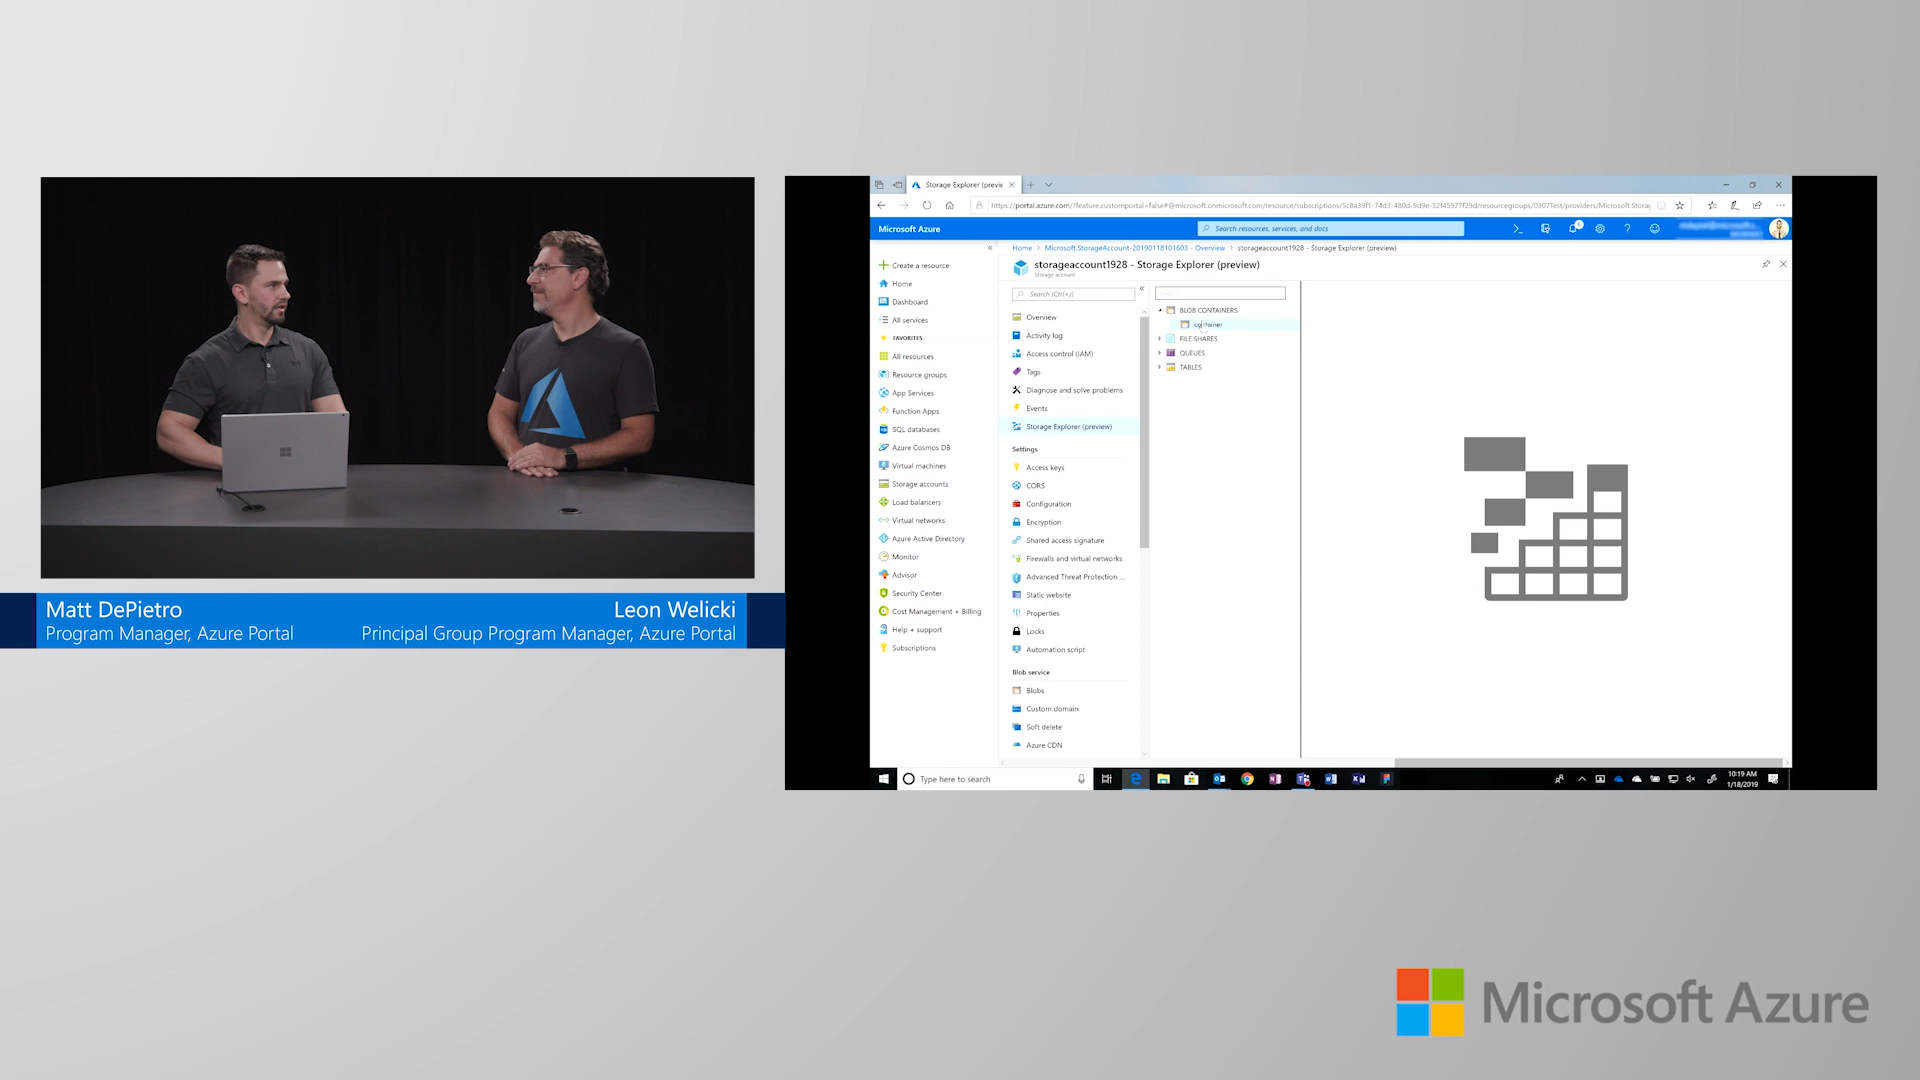 Matt DePietro
Program Manager, Azure Portal
Leon Welicki
Principal Group Program Manager, Azure Portal
Storage Explorer (previe
Microsoft Azure
Search resources, services, and docs
Home > Microsoft.StorageAccount-20190118101603 - Overview > storageaccount1928 - Storage Explorer (preview)
storageaccount1928 - Storage Explorer (preview)
Storage account
Create a resource
Home
Dashboard
All services
FAVORITES
All resources
Resource groups
App Services
Function Apps
SQL databases
Azure Cosmos DB
Virtual machines
Storage accounts
Load balancers
Virtual networks
Azure Active Directory
Monitor
Advisor
Security Center
Cost Management + Billing
Help + support
Subscriptions
Search (Ctrl+/)
Overview
Activity log
Access control (IAM)
Tags
Diagnose and solve problems
Events
Storage Explorer (preview)
Settings
Access keys
CORS
Configuration
Encryption
Shared access signature
Firewalls and virtual networks
Advanced Threat Protection ...
Static website
Properties
Locks
Automation script
Blob service
Blobs
Custom domain
Soft delete
Azure CDN
BLOB CONTAINERS
container
FILE SHARES
QUEUES
TABLES
Type here to search
10:19 AM
1/18/2019
Microsoft Azure